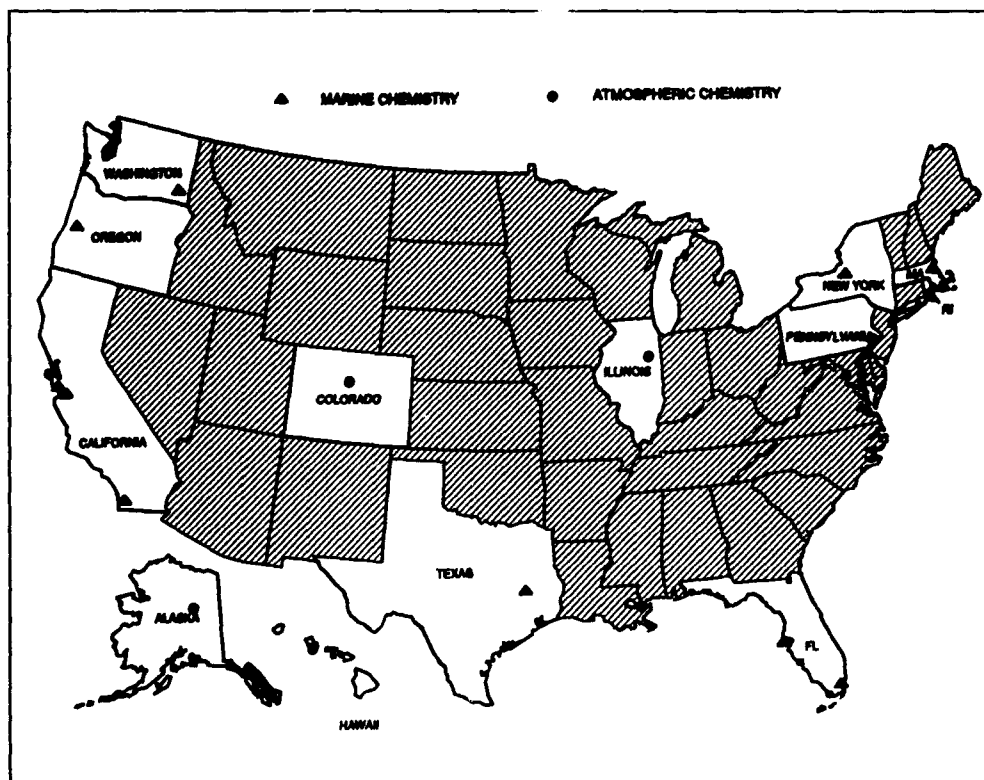 MARINE CHEMISTRY
ATMOSPHERIC CHEMISTRY
WASHINGTON
OREGON
MA
NEW YORK
RI
PENNSYLVANIA
ILLINOIS
COLORADO
CALIFORNIA
TEXAS
ALASKA
FL
HAWAII